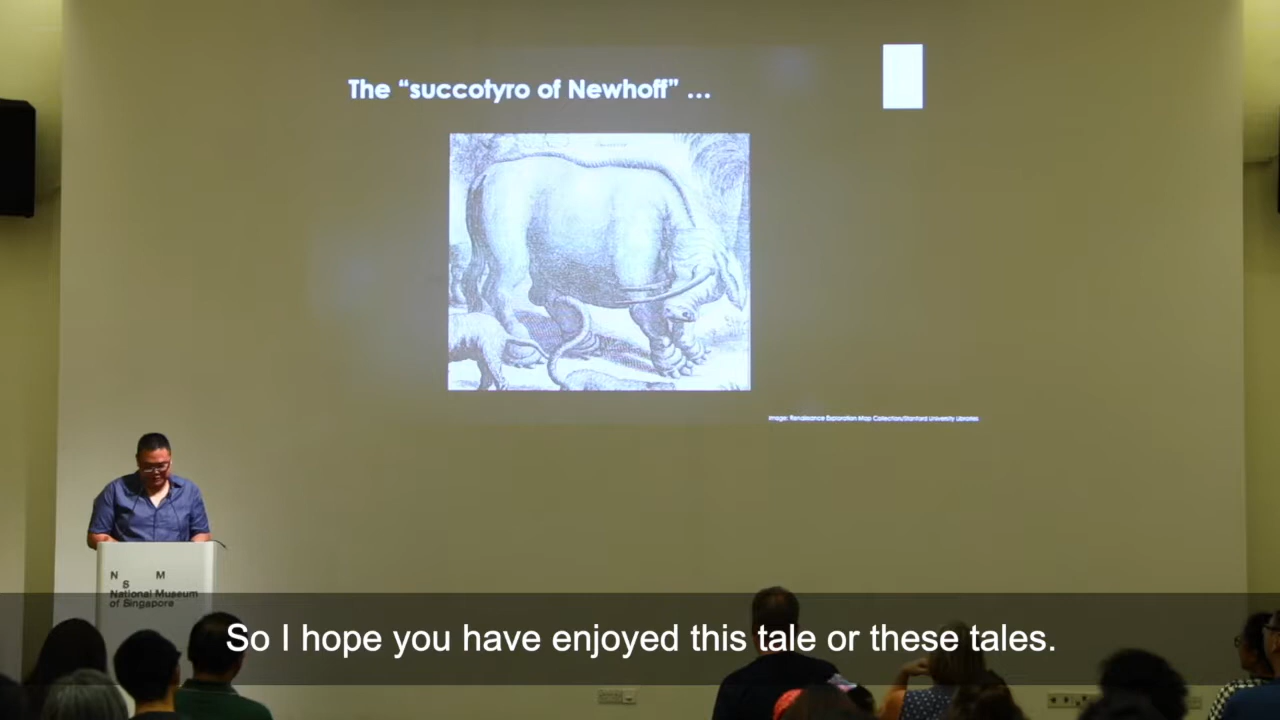 The “succotyro of Newhoff” ...
Image: Renaissance Exploration Map Collection/Stanford University Libraries
N M
S
National Museum
of Singapore
So I hope you have enjoyed this tale or these tales.